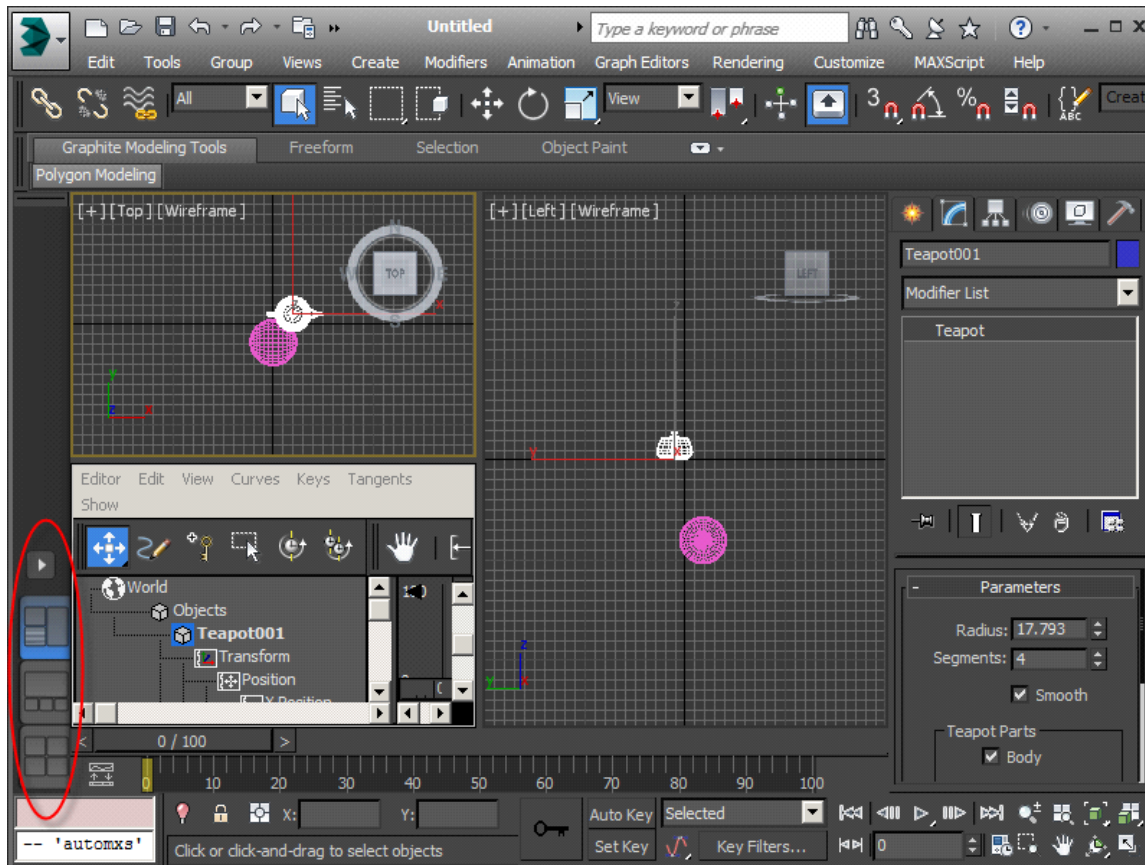 Untitled
Type a keyword or phrase
Edit Tools Group Views Create Modifiers Animation Graph Editors Rendering Customize MAXScript Help
All
View
3
%
ABC
Creat
Graphite Modeling Tools Freeform Selection Object Paint
Polygon Modeling
[+][Top][Wireframe]
N
W
TOP
S
x
y
z
x
[+][Left][Wireframe]
LEFT
z
Y
x
z
y
Teapot001
Modifier List
Teapot
Editor Edit View Curves Keys Tangents
Show
World
Objects
Teapot001
Transform
Position
X Position
- Parameters
Radius: 17.793
Segments: 4
Smooth
Teapot Parts
Body
< 0 / 100 >
0 10 20 30 40 50 60 70 80 90 100
X: Y:
Auto Key Selected
Set Key Key Filters...
0
-- 'automxs'
Click or click-and-drag to select objects